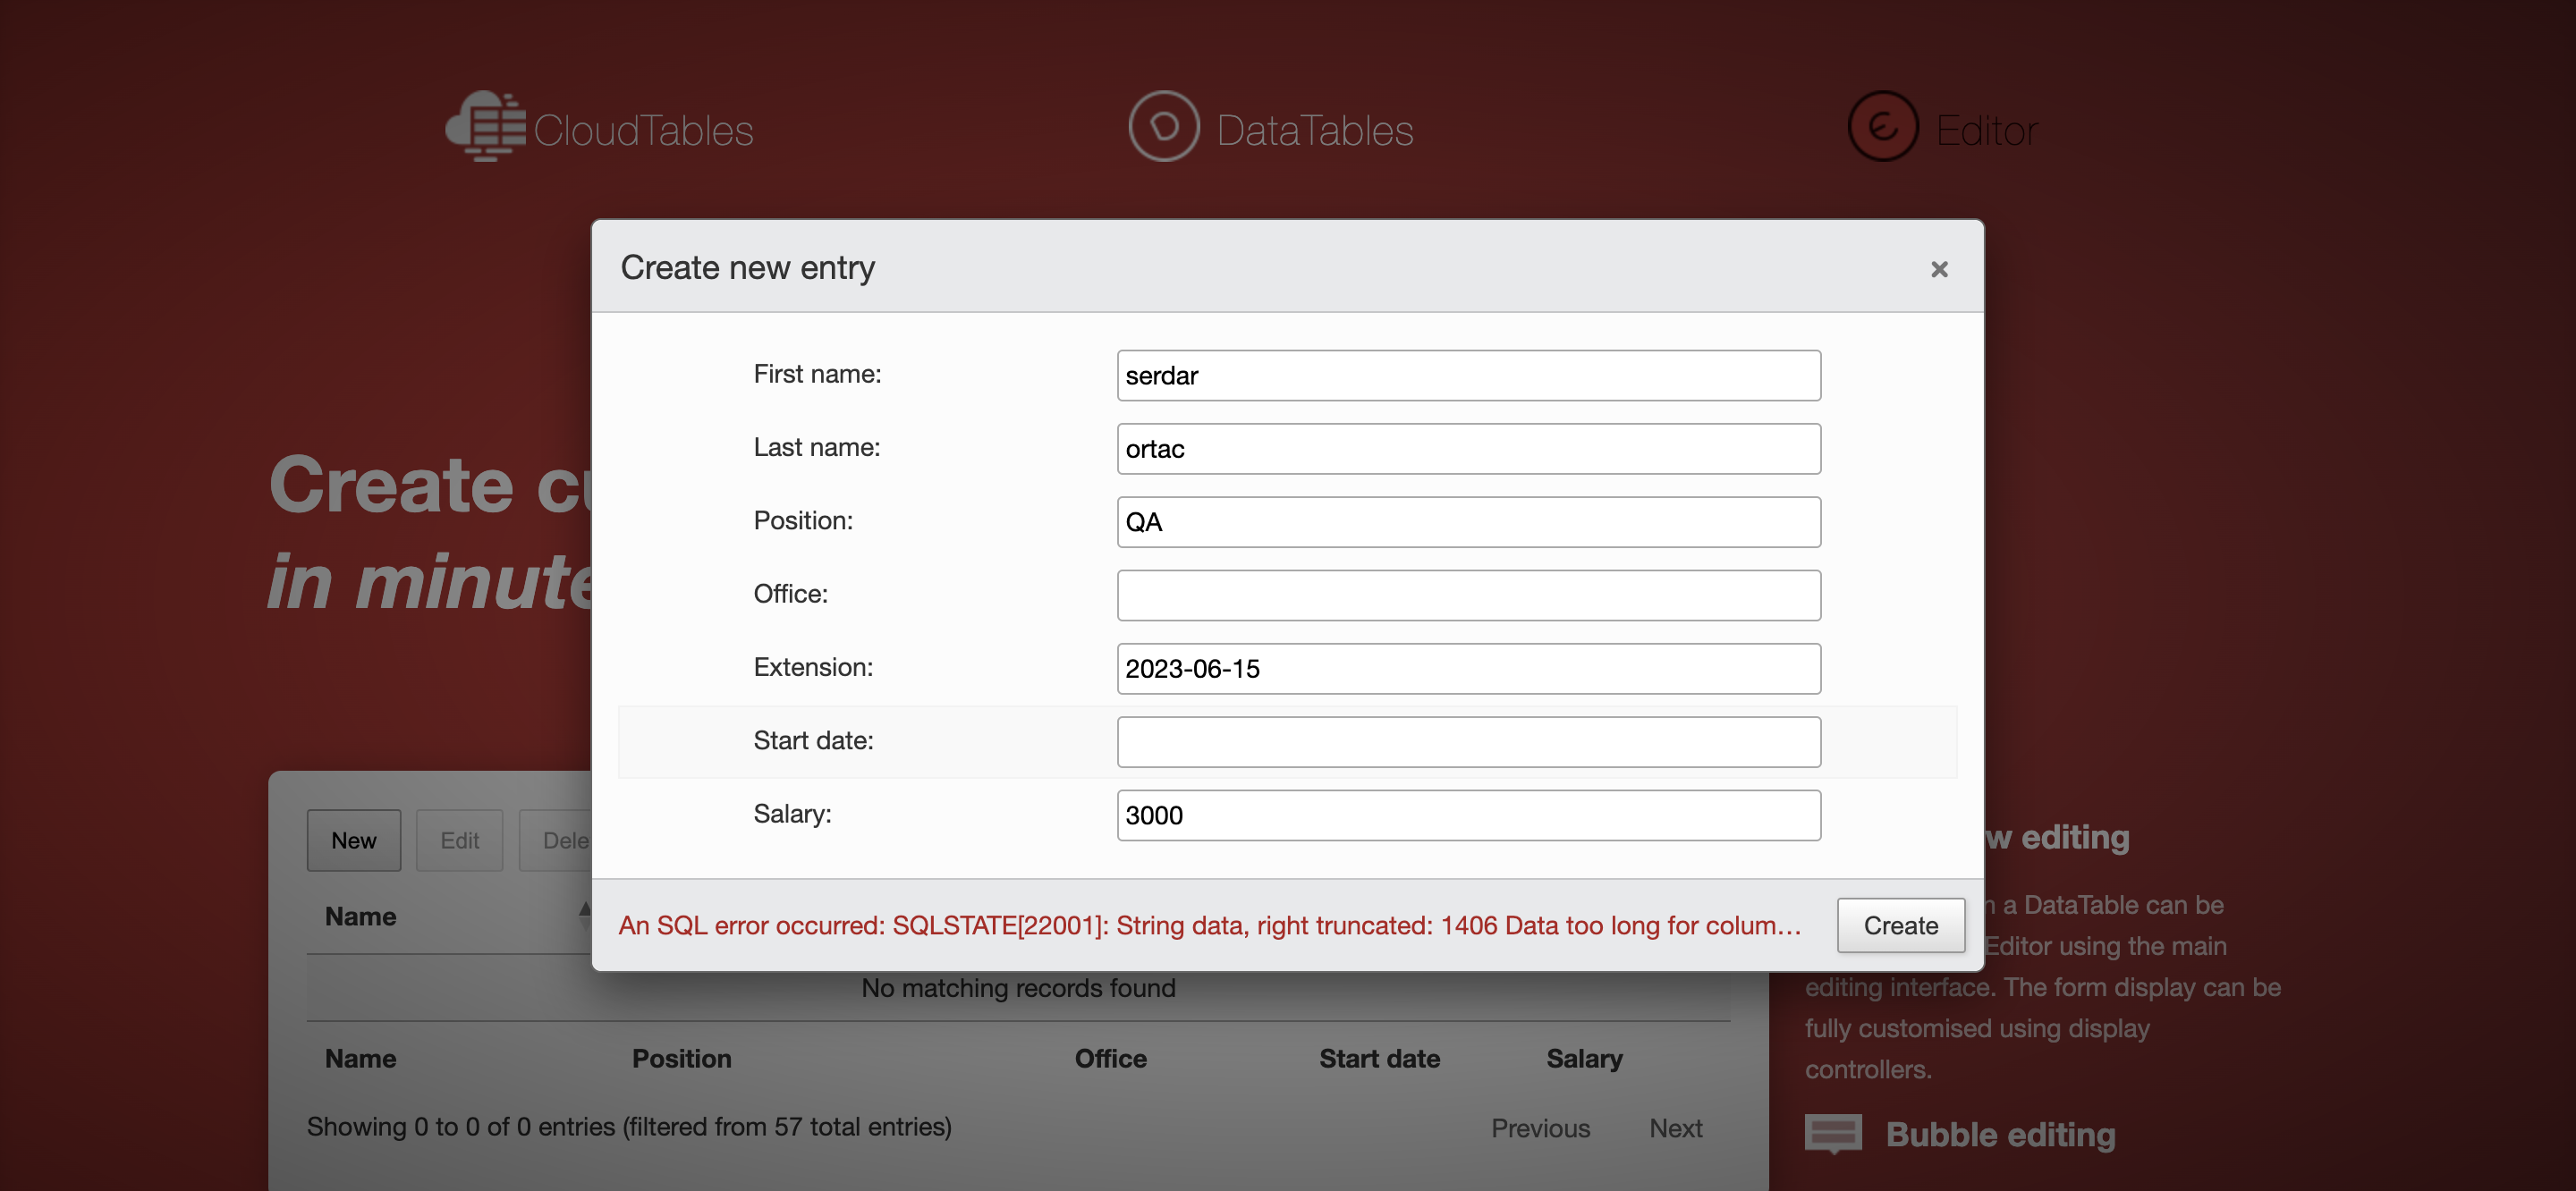 CloudTables
DataTables
Editor
Create new entry
×
First name: serdar
Last name: ortac
Position: QA
Office:
Extension: 2023-06-15
Start date:
Salary: 3000
An SQL error occurred: SQLSTATE[22001]: String data, right truncated: 1406 Data too long for colum…
Create
Create cu
in minute
New Edit Dele
Name
No matching records found
Name Position Office Start date Salary
Showing 0 to 0 of 0 entries (filtered from 57 total entries)
Previous Next
w editing
a DataTable can be
Editor using the main
editing interface. The form display can be
fully customised using display
controllers.
Bubble editing